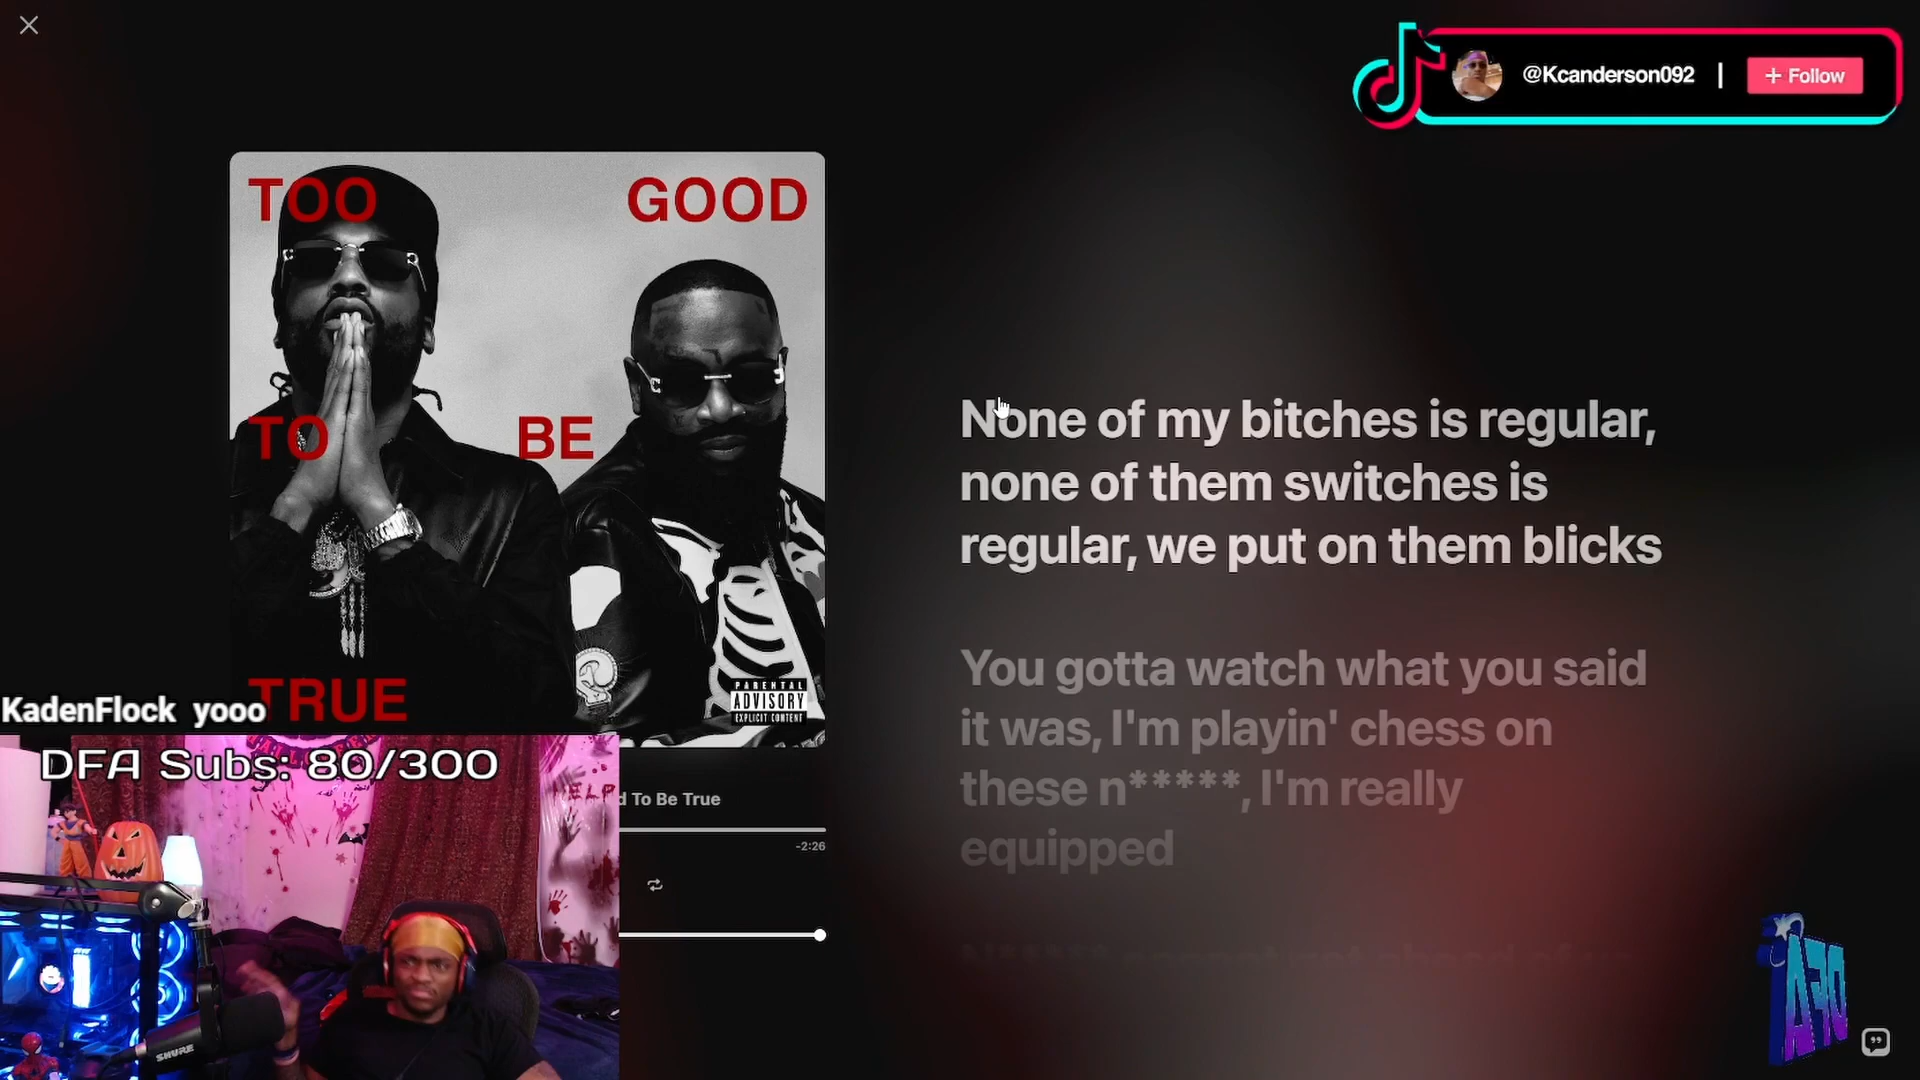 @Kcanderson092 | + Follow
TOO GOOD
TO BE
TRUE
PARENTAL
ADVISORY
EXPLICIT CONTENT
None of my bitches is regular,
none of them switches is
regular, we put on them blicks
You gotta watch what you said
it was, I'm playin' chess on
these n*****, I'm really
equipped
KadenFlock yooo
DFA Subs: 80/300
HELP
d To Be True
-2:26
SHURE